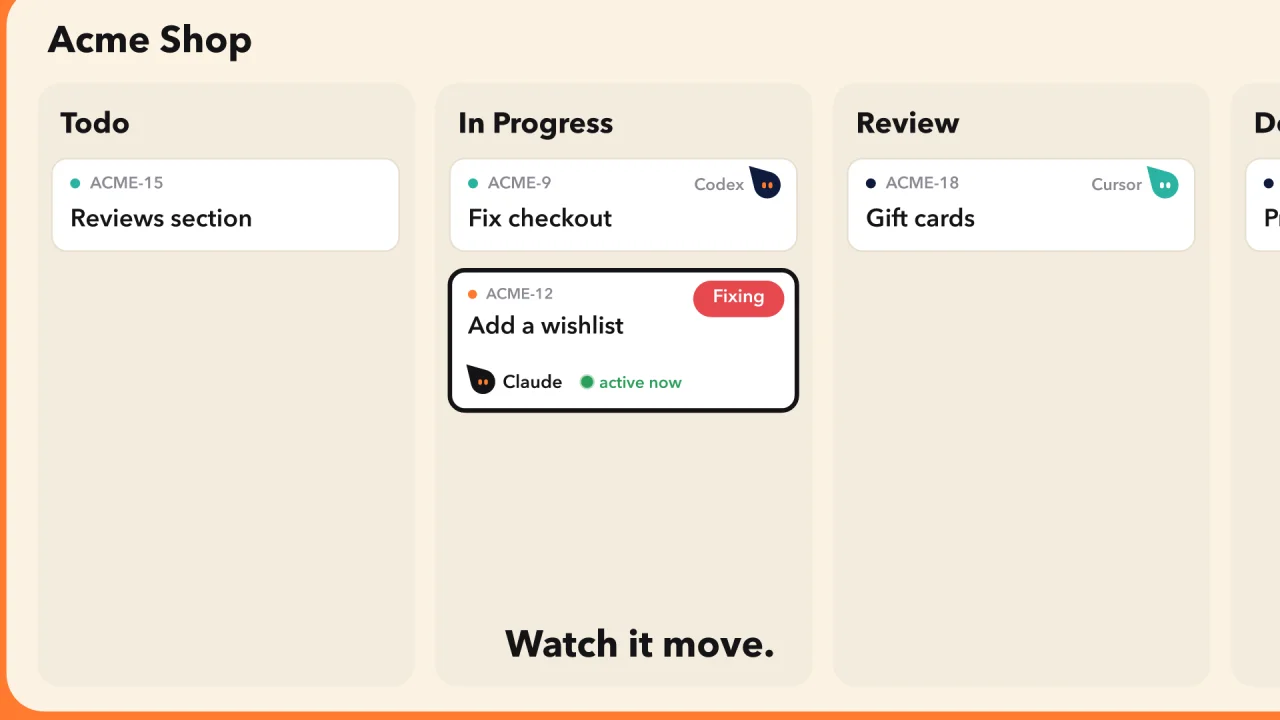 Acme Shop
Todo
ACME-15
Reviews section
In Progress
ACME-9
Codex
Fix checkout
ACME-12
Fixing
Add a wishlist
Claude
active now
Review
ACME-18
Cursor
Gift cards
Watch it move.